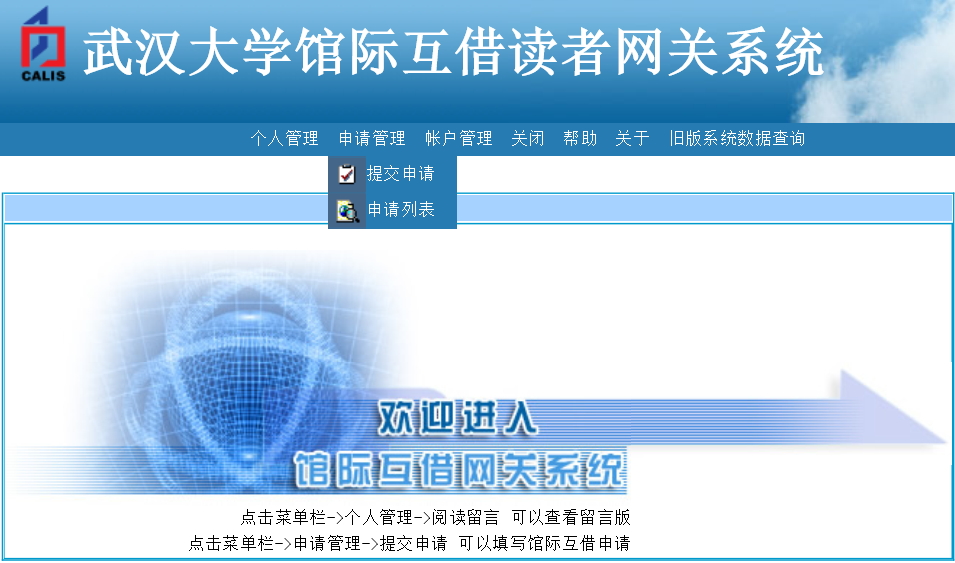 CALIS
武汉大学馆际互借读者网关系统
个人管理 申请管理 帐户管理 关闭 帮助 关于 旧版系统数据查询
提交申请
申请列表
欢迎进入
馆际互借网关系统
点击菜单栏->个人管理->阅读留言 可以查看留言版
点击菜单栏->申请管理->提交申请 可以填写馆际互借申请